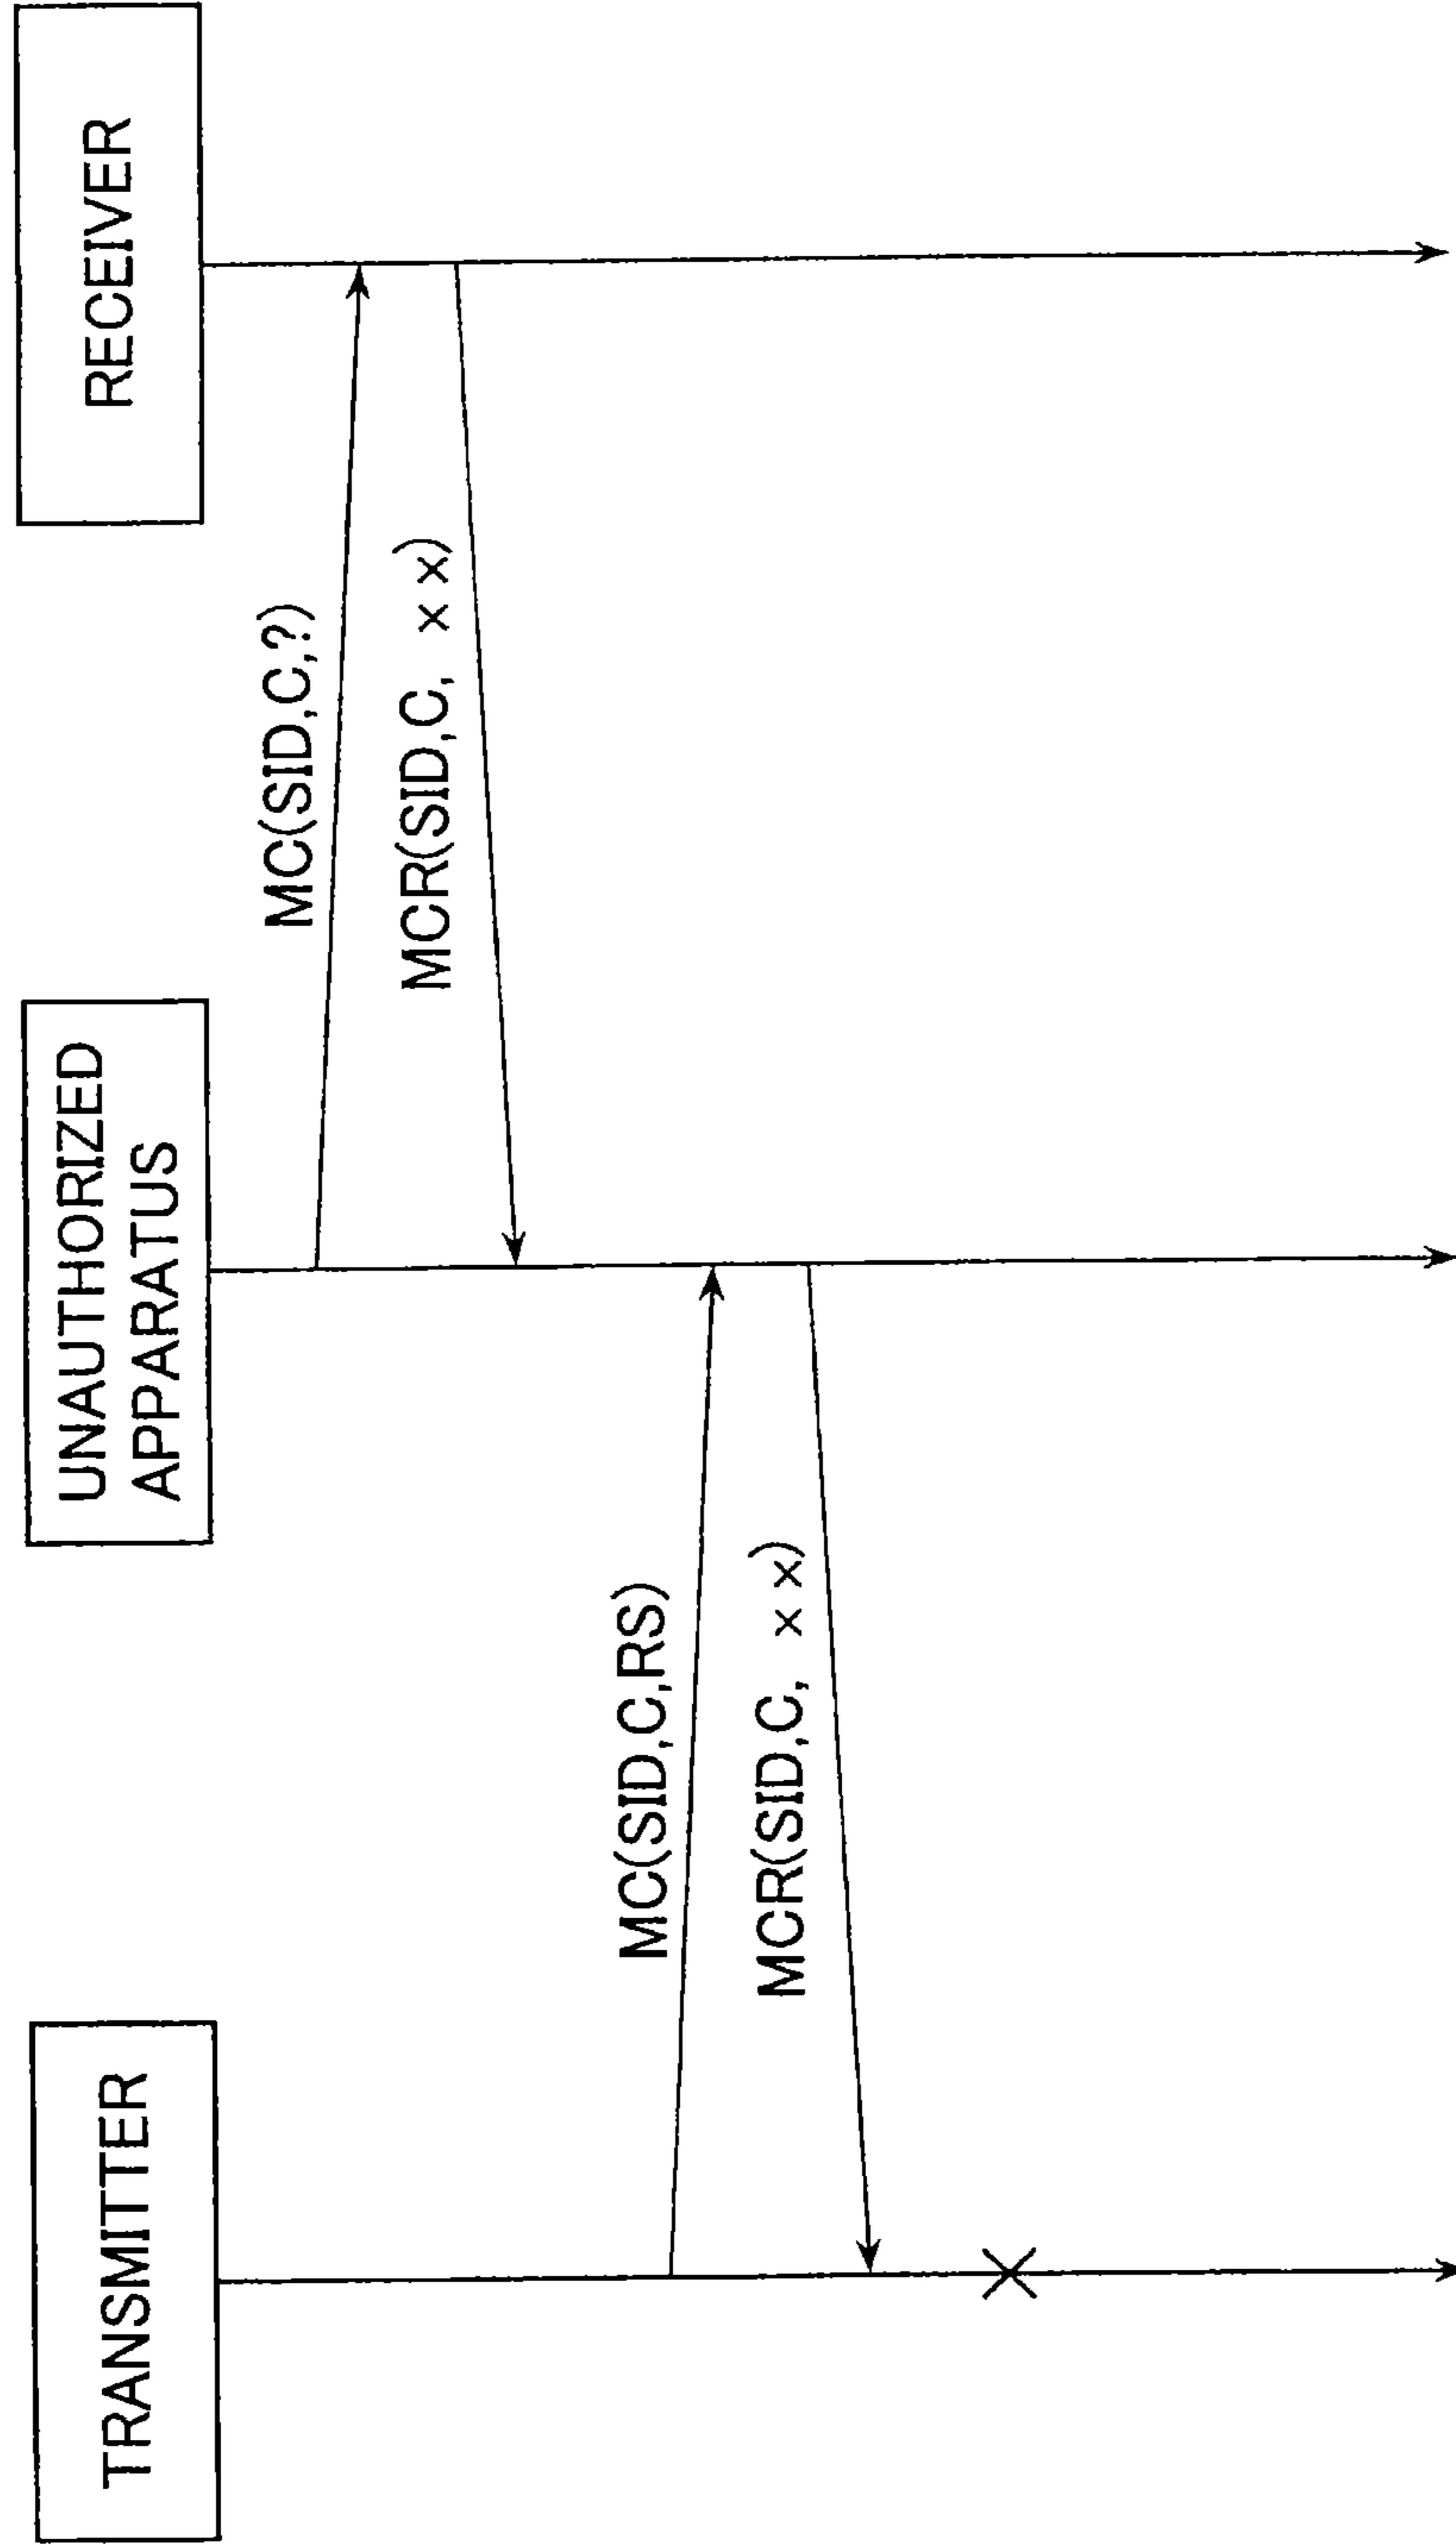 TRANSMITTER
UNAUTHORIZED
APPARATUS
RECEIVER
MC(SID,C,?)
MCR(SID,C, × ×)
MC(SID,C,RS)
MCR(SID,C, × ×)